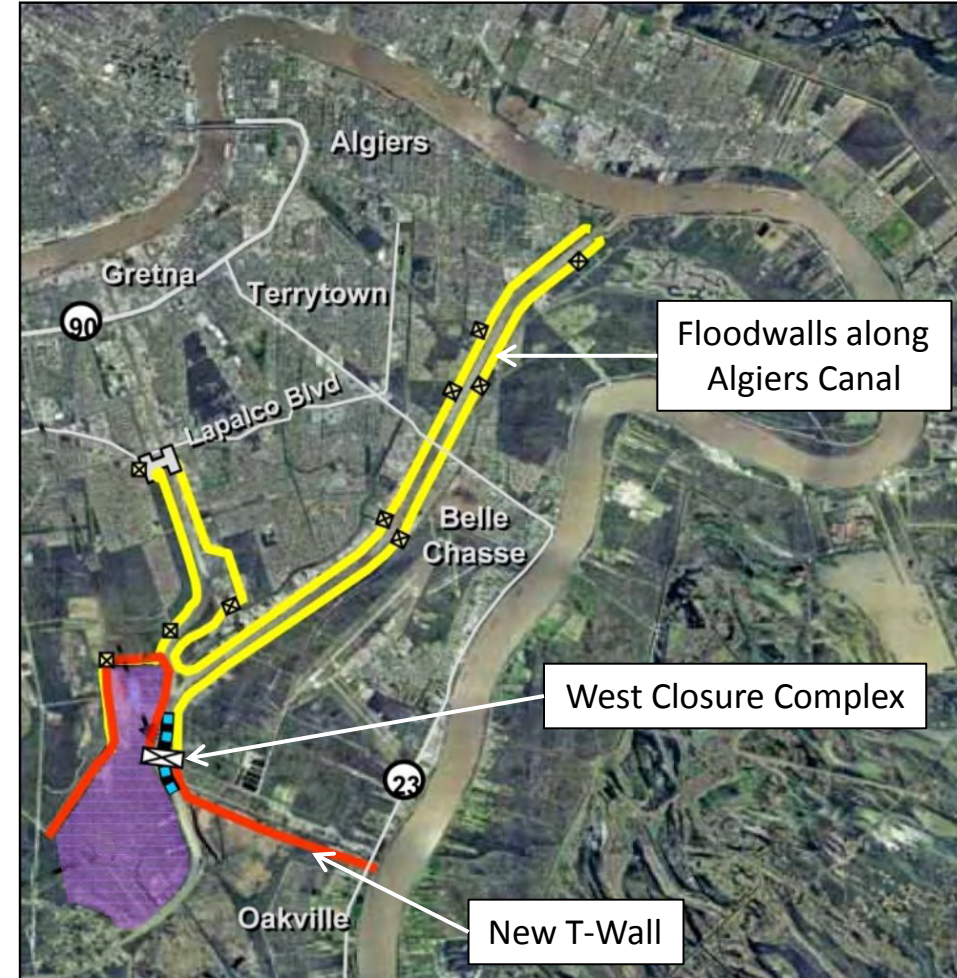 Algiers
Gretna
Terrytown
90
Floodwalls along
Algiers Canal
Lapalco Blvd
Belle
Chasse
West Closure Complex
23
Oakville
New T-Wall